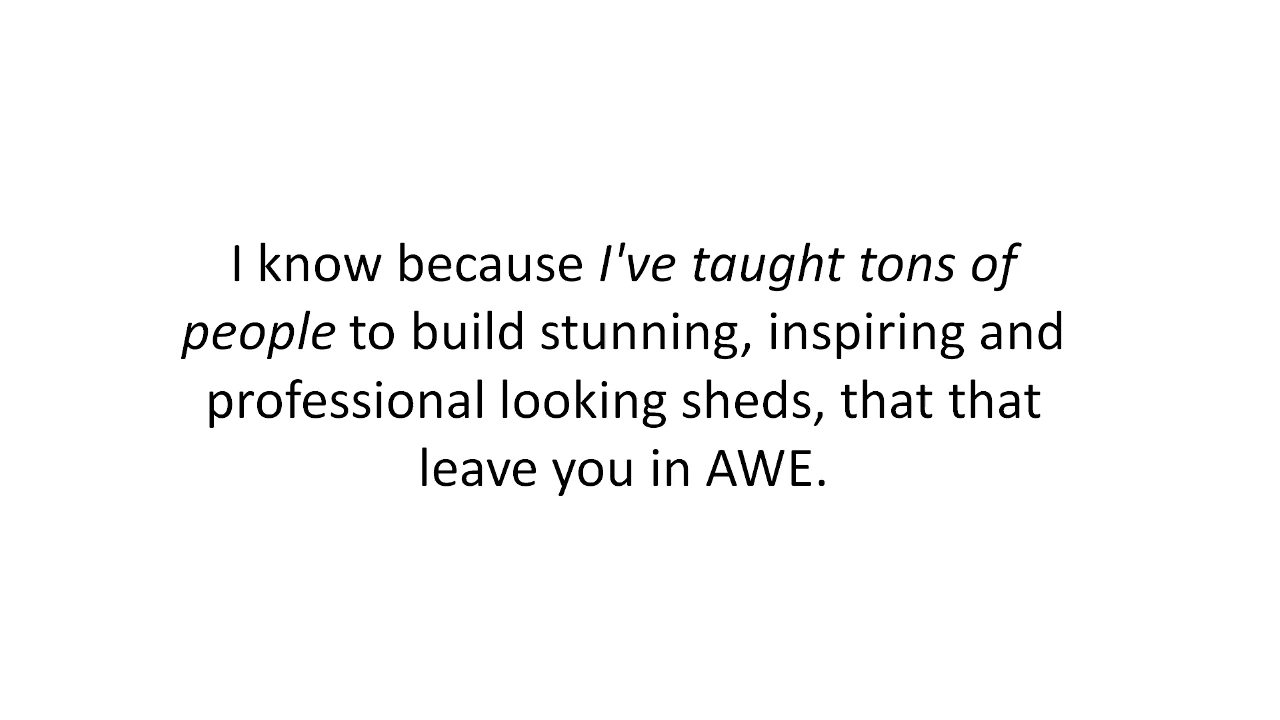 I know because I've taught tons of
people to build stunning, inspiring and
professional looking sheds, that that
leave you in AWE.